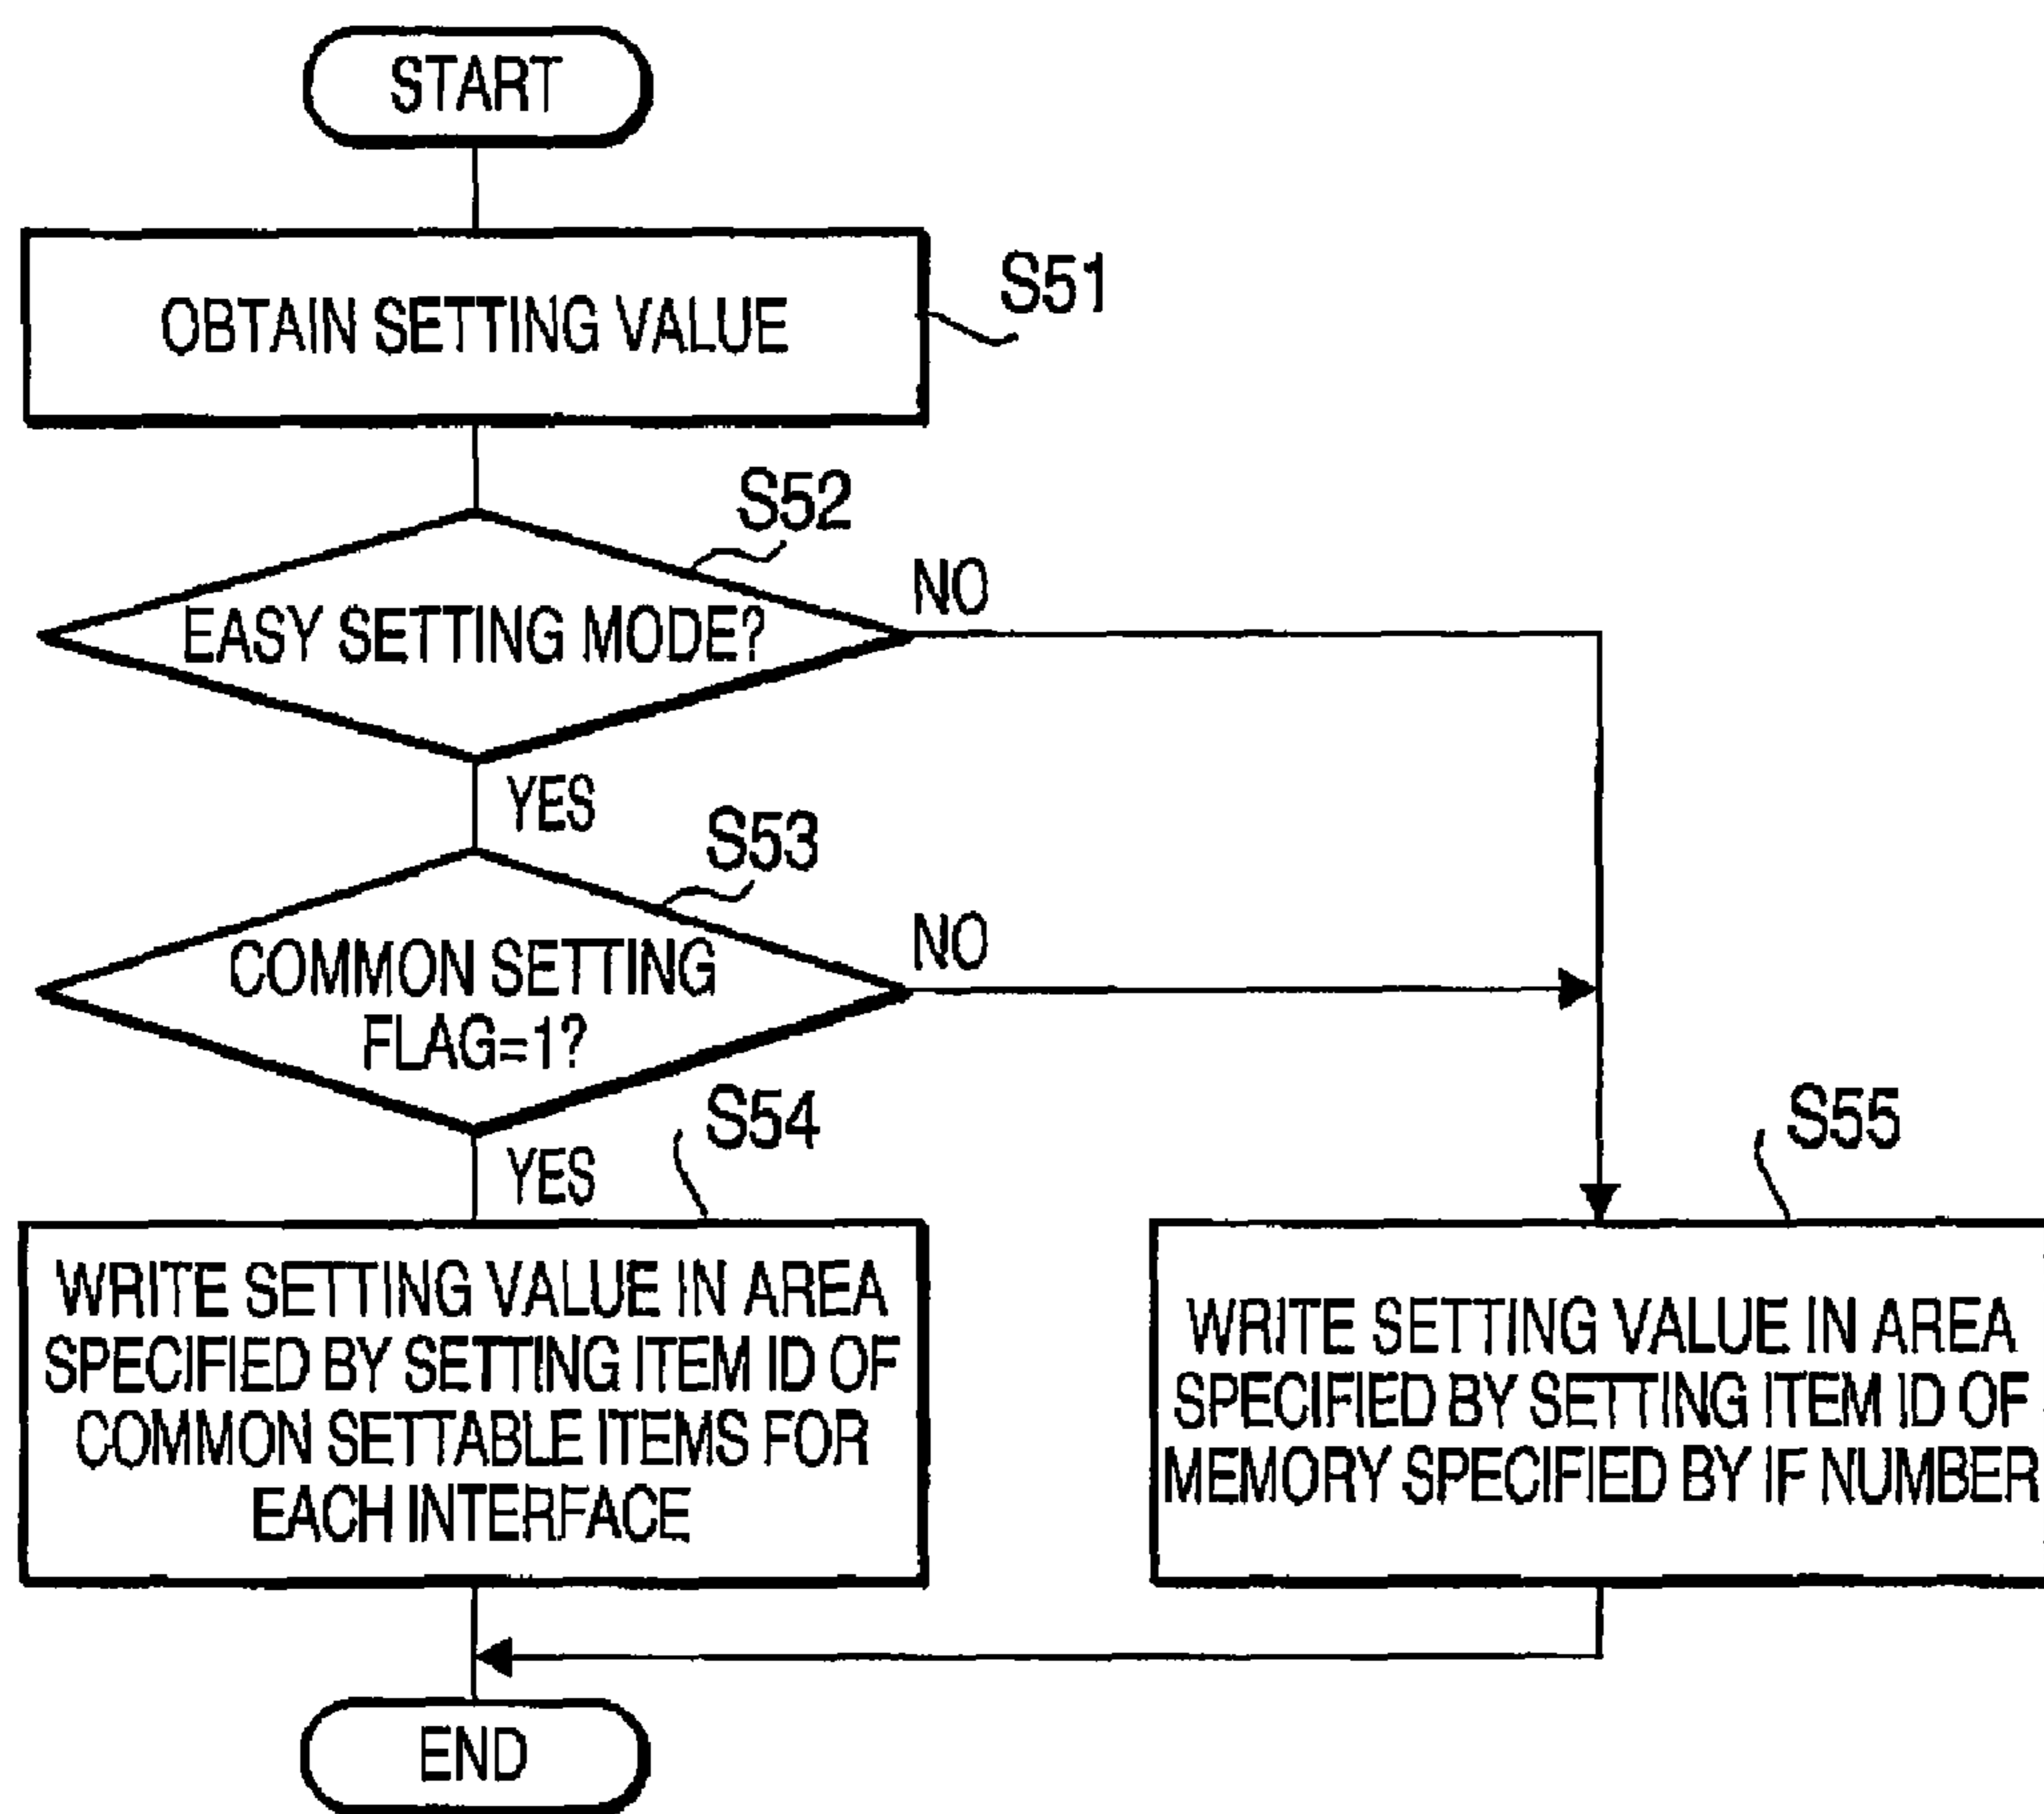 START
OBTAIN SETTING VALUE
S51
S52
EASY SETTING MODE?
NO
YES
S53
COMMON SETTING
FLAG=1?
NO
YES
S54
WRITE SETTING VALUE IN AREA
SPECIFIED BY SETTING ITEM ID OF
COMMON SETTABLE ITEMS FOR
EACH INTERFACE
S55
WRITE SETTING VALUE IN AREA
SPECIFIED BY SETTING ITEM ID OF
MEMORY SPECIFIED BY IF NUMBER
END